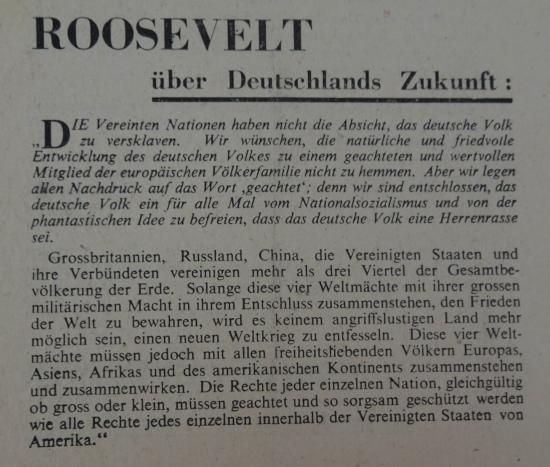 ROOSEVELT
über Deutschlands Zukunft:
„DIE Vereinten Nationen haben nicht die Absicht, das deutsche Volk
zu versklaven. Wir wünschen, die natürliche und friedvolle
Entwicklung des deutschen Volkes zu einem geachteten und wertvollen
Mitglied der europäischen Völkerfamilie nicht zu hemmen. Aber wir legen
allen Nachdruck auf das Wort ‚geachtet‘; denn wir sind entschlossen, das
deutsche Volk ein für alle Mal vom Nationalsozialismus und von der
phantastischen Idee zu befreien, dass das deutsche Volk eine Herrenrasse
sei.
Grossbritannien, Russland, China, die Vereinigten Staaten und
ihre Verbündeten vereinigen mehr als drei Viertel der Gesamtbe-
völkerung der Erde. Solange diese vier Weltmächte mit ihrer grossen
militärischen Macht in ihrem Entschluss zusammenstehen, den Frieden
der Welt zu bewahren, wird es keinem angriffslustigen Land mehr
möglich sein, einen neuen Weltkrieg zu entfesseln. Diese vier Welt-
mächte müssen jedoch mit allen freiheitsliebenden Völkern Europas,
Asiens, Afrikas und des amerikanischen Kontinents zusammenstehen
und zusammenwirken. Die Rechte jeder einzelnen Nation, gleichgültig
ob gross oder klein, müssen geachtet und so sorgsam geschützt werden
wie alle Rechte jedes einzelnen innerhalb der Vereinigten Staaten von
Amerika.“